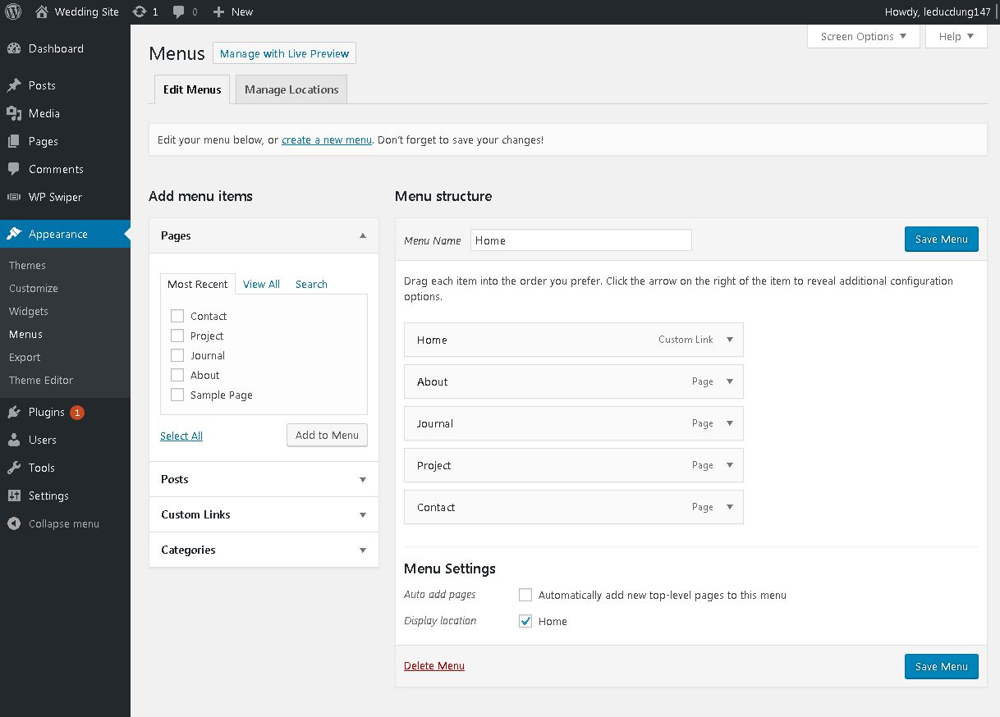 Wedding Site 1 0 New Howdy, leducdung147
Dashboard
Posts
Media
Pages
Comments
WP Swiper
Appearance
Themes
Customize
Widgets
Menus
Export
Theme Editor
Plugins 1
Users
Tools
Settings
Collapse menu
Screen Options Help
Menus Manage with Live Preview
Edit Menus Manage Locations
Edit your menu below, or create a new menu. Don't forget to save your changes!
Add menu items
Pages
Most Recent View All Search
Contact
Project
Journal
About
Sample Page
Select All Add to Menu
Posts
Custom Links
Categories
Menu structure
Menu Name Home Save Menu
Drag each item into the order you prefer. Click the arrow on the right of the item to reveal additional configuration
options.
Home Custom Link
About Page
Journal Page
Project Page
Contact Page
Menu Settings
Auto add pages Automatically add new top-level pages to this menu
Display location Home
Delete Menu Save Menu